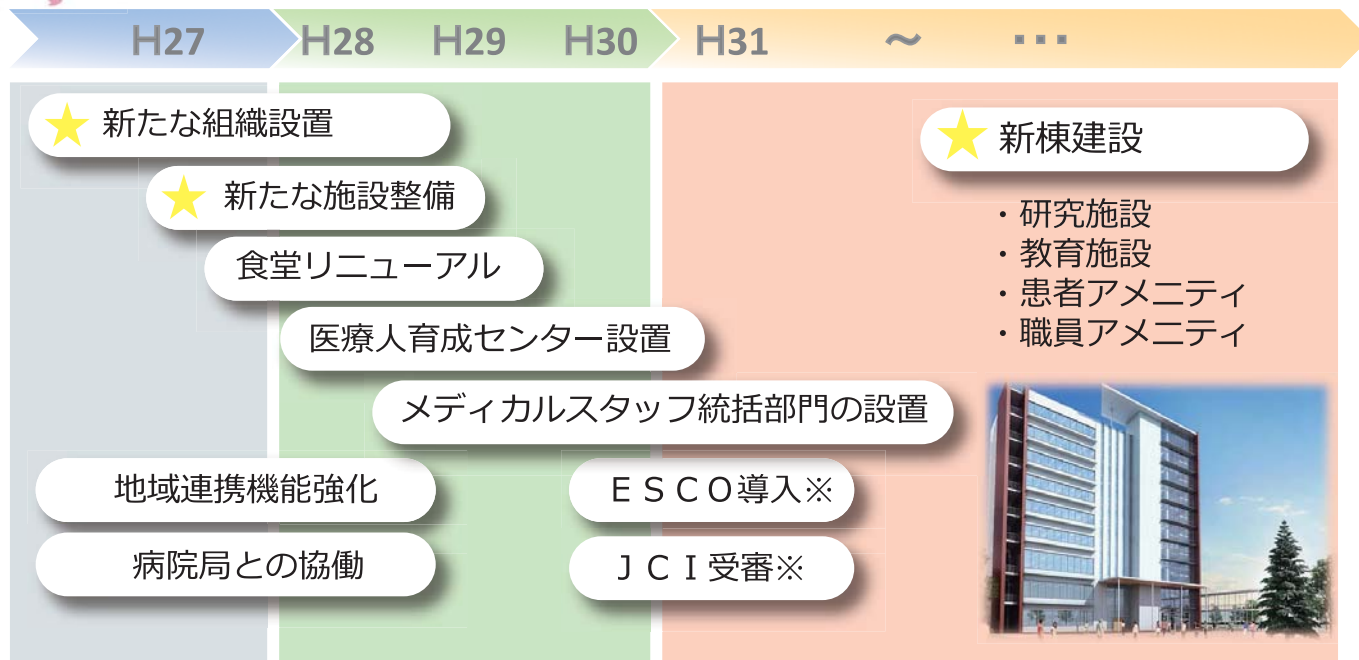 H27 H28 H29 H30 H31 ～ ･･･
新たな組織設置
新棟建設
新たな施設整備
・研究施設
・教育施設
・患者アメニティ
・職員アメニティ
食堂リニューアル
医療人育成センター設置
メディカルスタッフ統括部門の設置
地域連携機能強化
ＥＳＣＯ導入※
病院局との協働
ＪＣＩ受審※